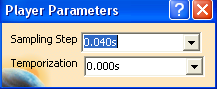 Player Parameters
Sampling Step 0.040s
Temporization 0.000s